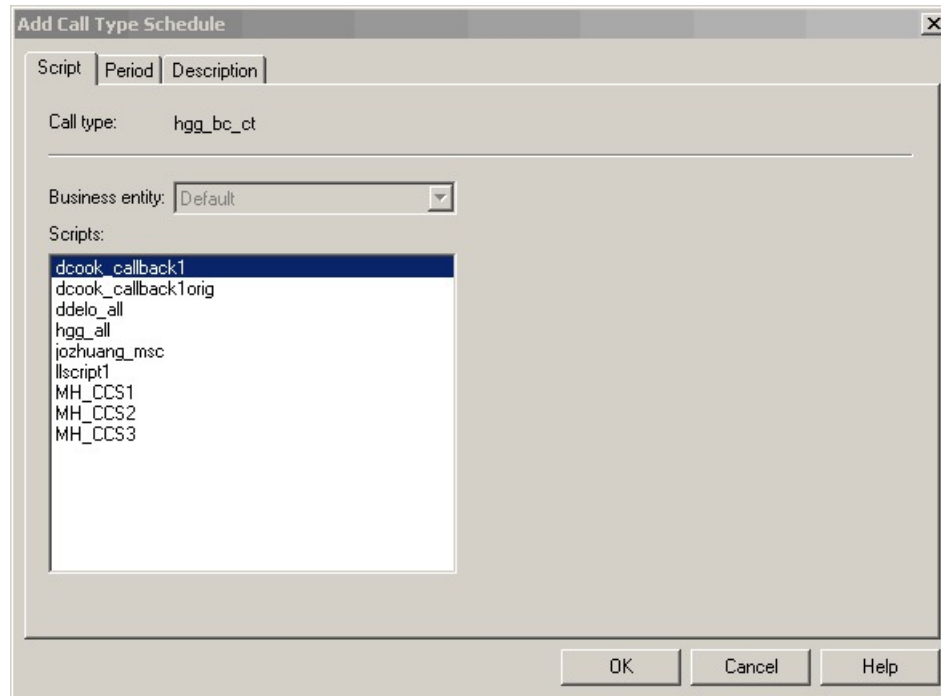 Add Call Type Schedule
Script Period Description
Call type: hgg_bc_ct
Business entity: Default
Scripts:
dcook_callback1
dcook_callback1orig
ddelo_all
hgg_all
jozhuang_msc
llscript1
MH_CCS1
MH_CCS2
MH_CCS3
OK Cancel Help